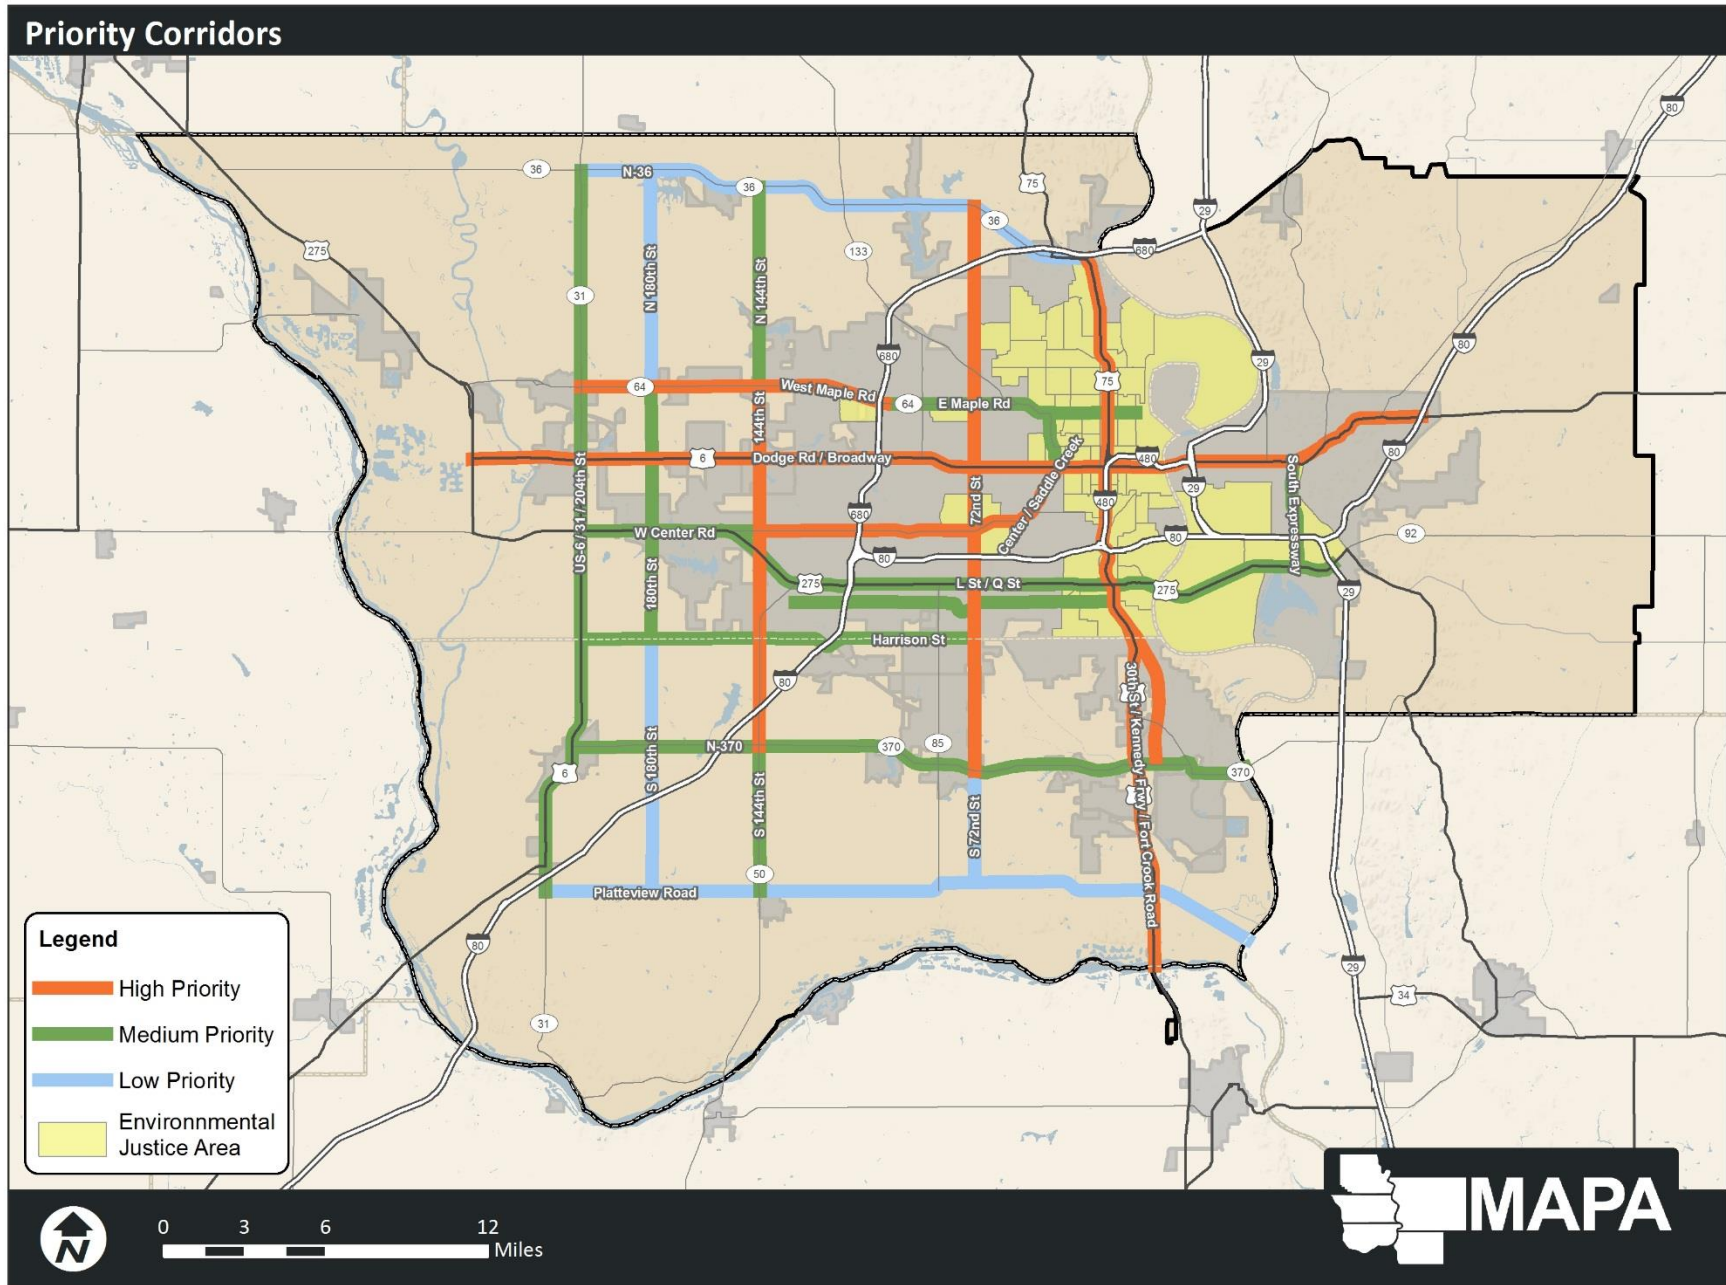 Priority Corridors
80
36
N-36
36
75
36
29
275
133
680
31
N 180th St
N 144th St
680
29
80
75
64
West Maple Rd
64
E Maple Rd
144th St
6
Dodge Rd / Broadway
480
80
Center / Saddle Creek
South Expressway
29
480
72nd St
680
US-6 / 31 / 204th St
W Center Rd
80
80
92
180th St
275
L St / Q St
275
29
Harrison St
80
30th St / Kennedy Frwy / Fort Crook Road
N-370
370
85
370
6
S 180th St
S 144th St
S 72nd St
50
Platteview Road
80
29
34
31
Legend
High Priority
Medium Priority
Low Priority
Environnmental
Justice Area
N
0 3 6 12
Miles
MAPA